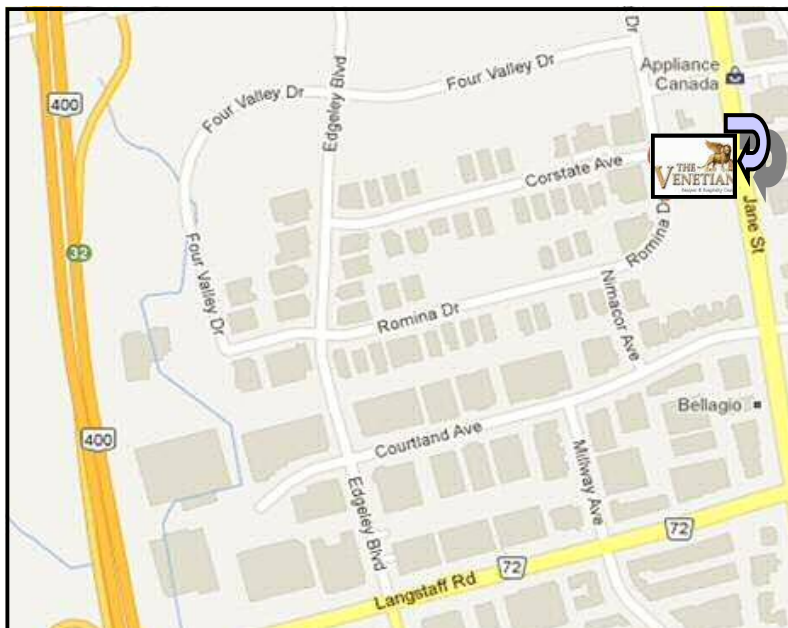 Dr
Appliance
Canada
400
Edgeley Blvd
Four Valley Dr
Four Valley Dr
Corstate Ave
THE
VENETIAN
Jane St
Romina D
32
Four Valley Dr
Romina Dr
Nimacor Ave
Bellagio
400
Courtland Ave
Millway Ave
Edgeley Blvd
72
72
Langstaff Rd